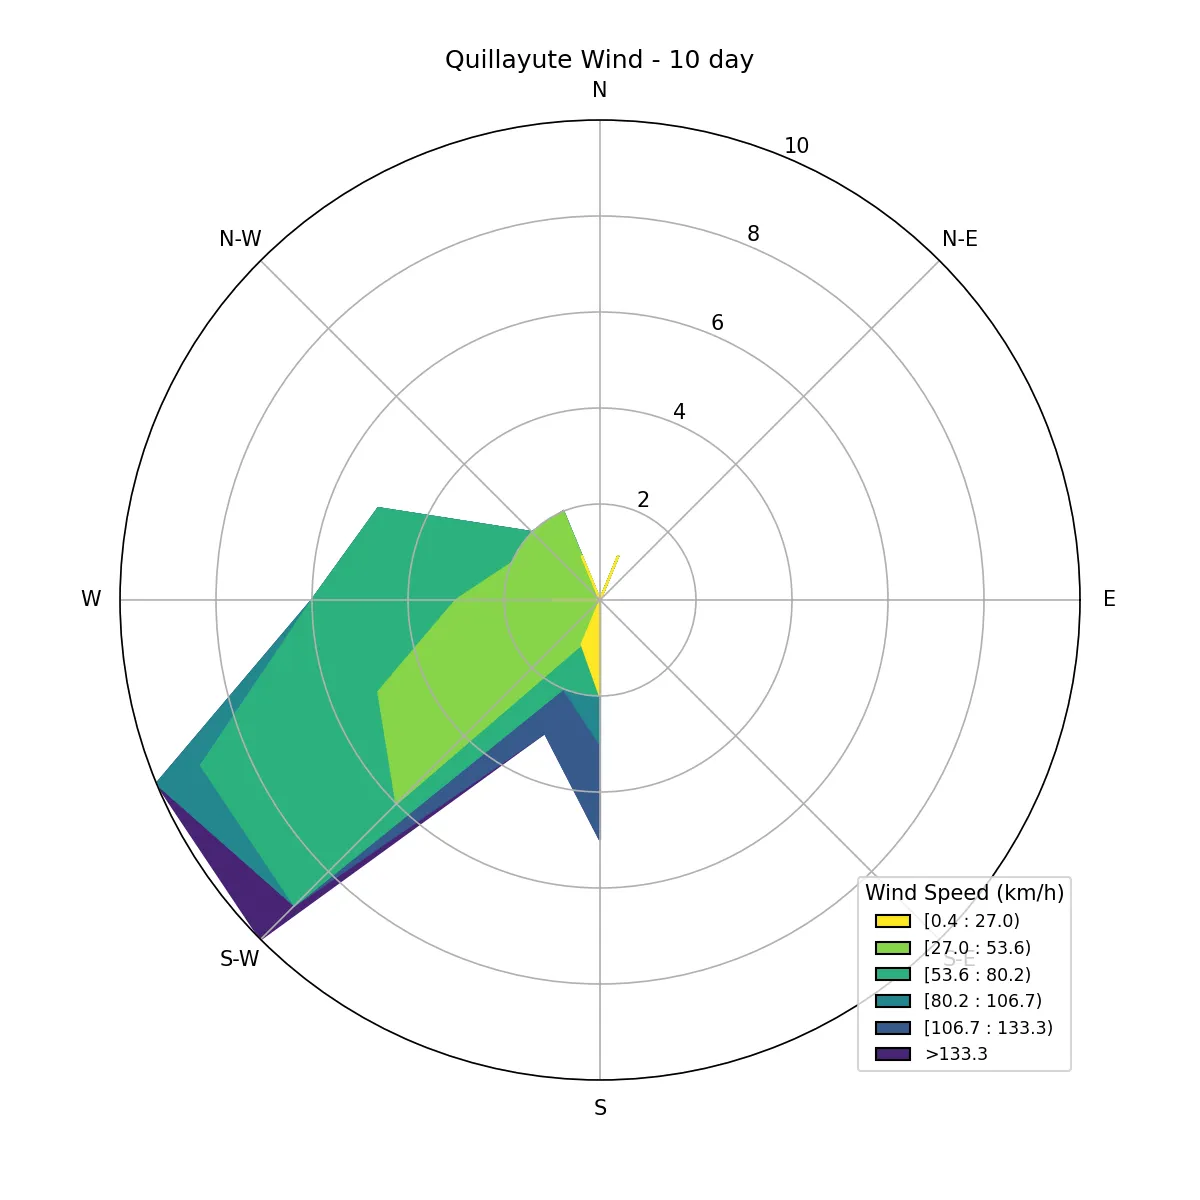 Quillayute Wind - 10 day
N
10
N-W
N-E
8
6
4
2
W
E
Wind Speed (km/h)
[0.4 : 27.0)
[27.0 : 53.6)
S-W
S-E
[53.6 : 80.2)
[80.2 : 106.7)
[106.7 : 133.3)
>133.3
S